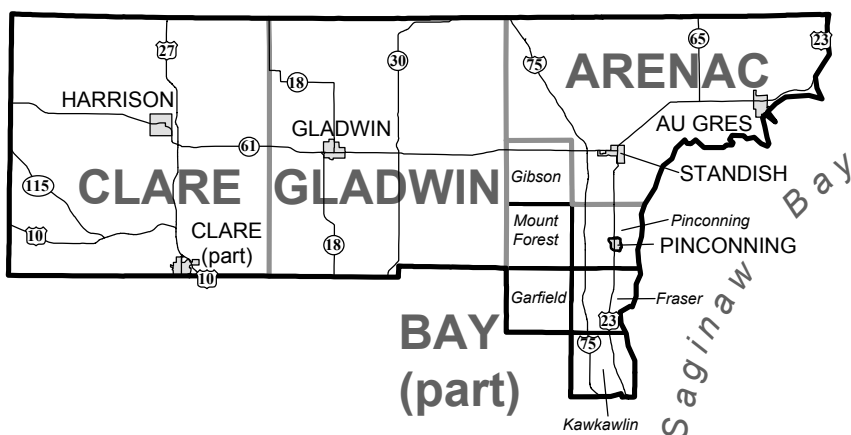 27
18
30
75
65
23
ARENAC
HARRISON
GLADWIN
AU GRES
61
STANDISH
115
CLARE
GLADWIN
Gibson
Mount
Forest
Pinconning
PINCONNING
10
CLARE
(part)
18
10
Garfield
Fraser
23
BAY
(part)
75
Kawkawlin
Saginaw Bay